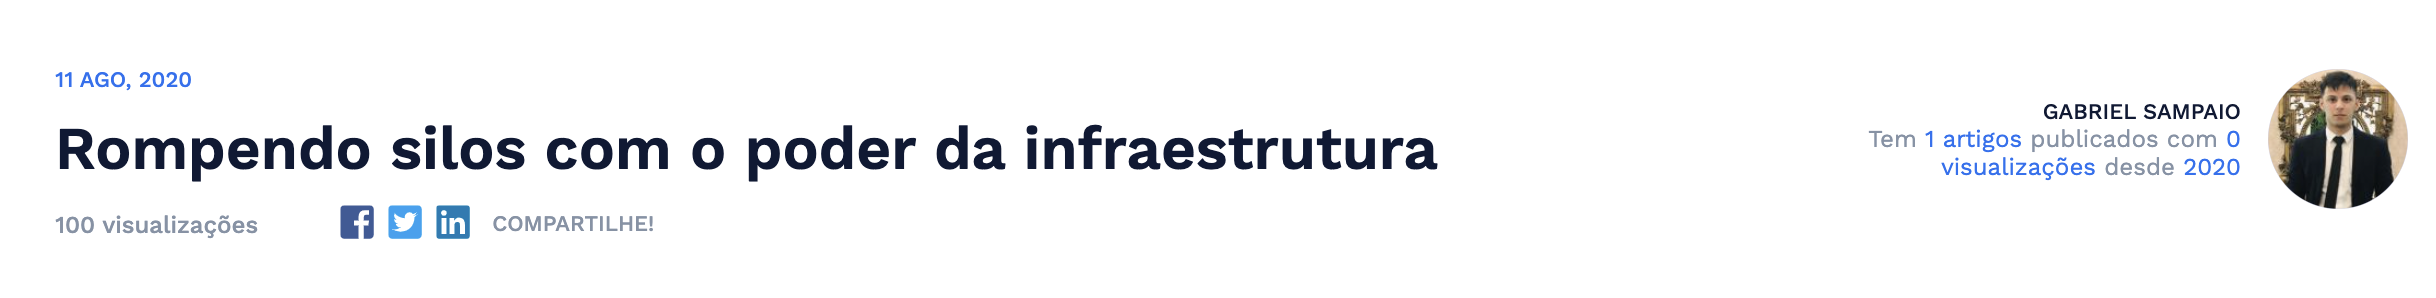 11 AGO, 2020
Rompendo silos com o poder da infraestrutura
100 visualizações
COMPARTILHE!
GABRIEL SAMPAIO
Tem 1 artigos publicados com 0
visualizações desde 2020